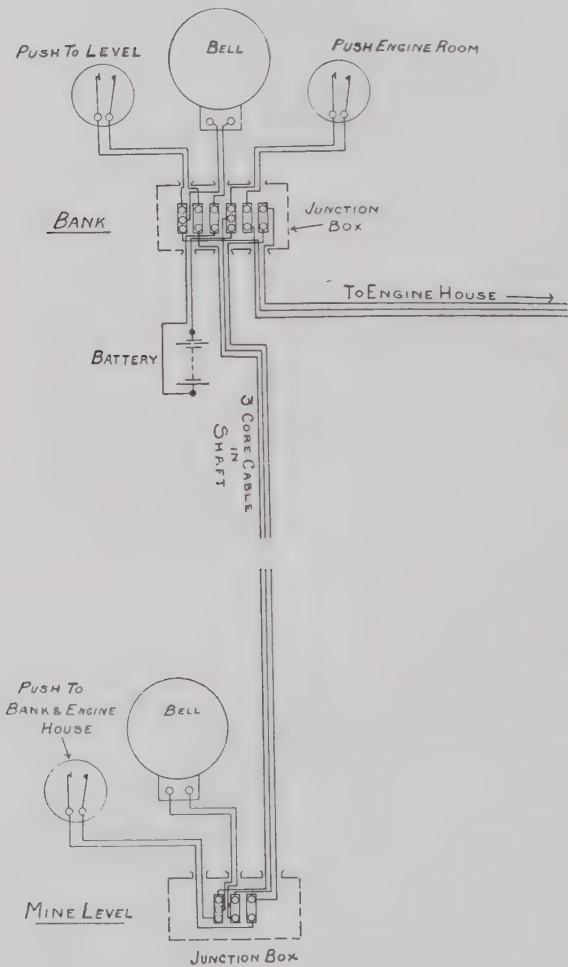 PUSH TO LEVEL
BELL
PUSH ENGINE ROOM
BANK
JUNCTION
BOX
TO ENGINE HOUSE
BATTERY
3 CORE CABLE
IN
SHAFT
PUSH TO
BANK & ENGINE
HOUSE
BELL
MINE LEVEL
JUNCTION BOX